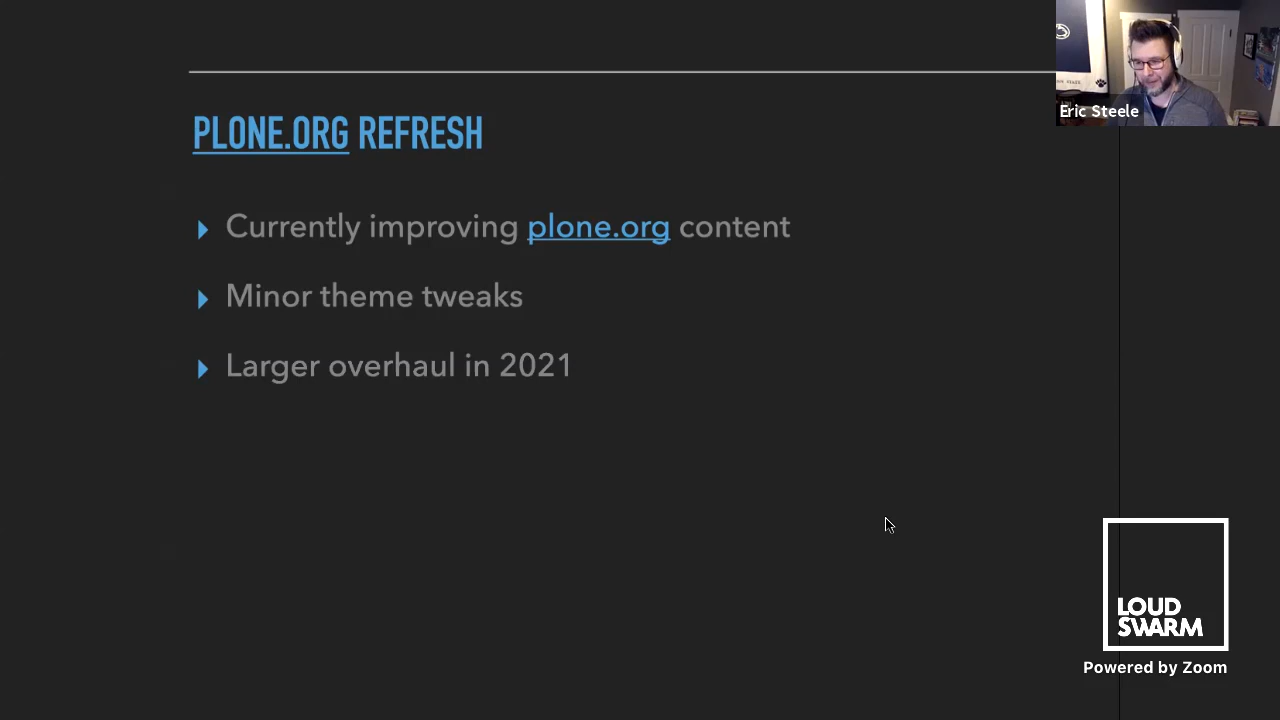 PLONE.ORG REFRESH
Currently improving plone.org content
Minor theme tweaks
Larger overhaul in 2021
Eric Steele
LOUD
SWARM
Powered by Zoom